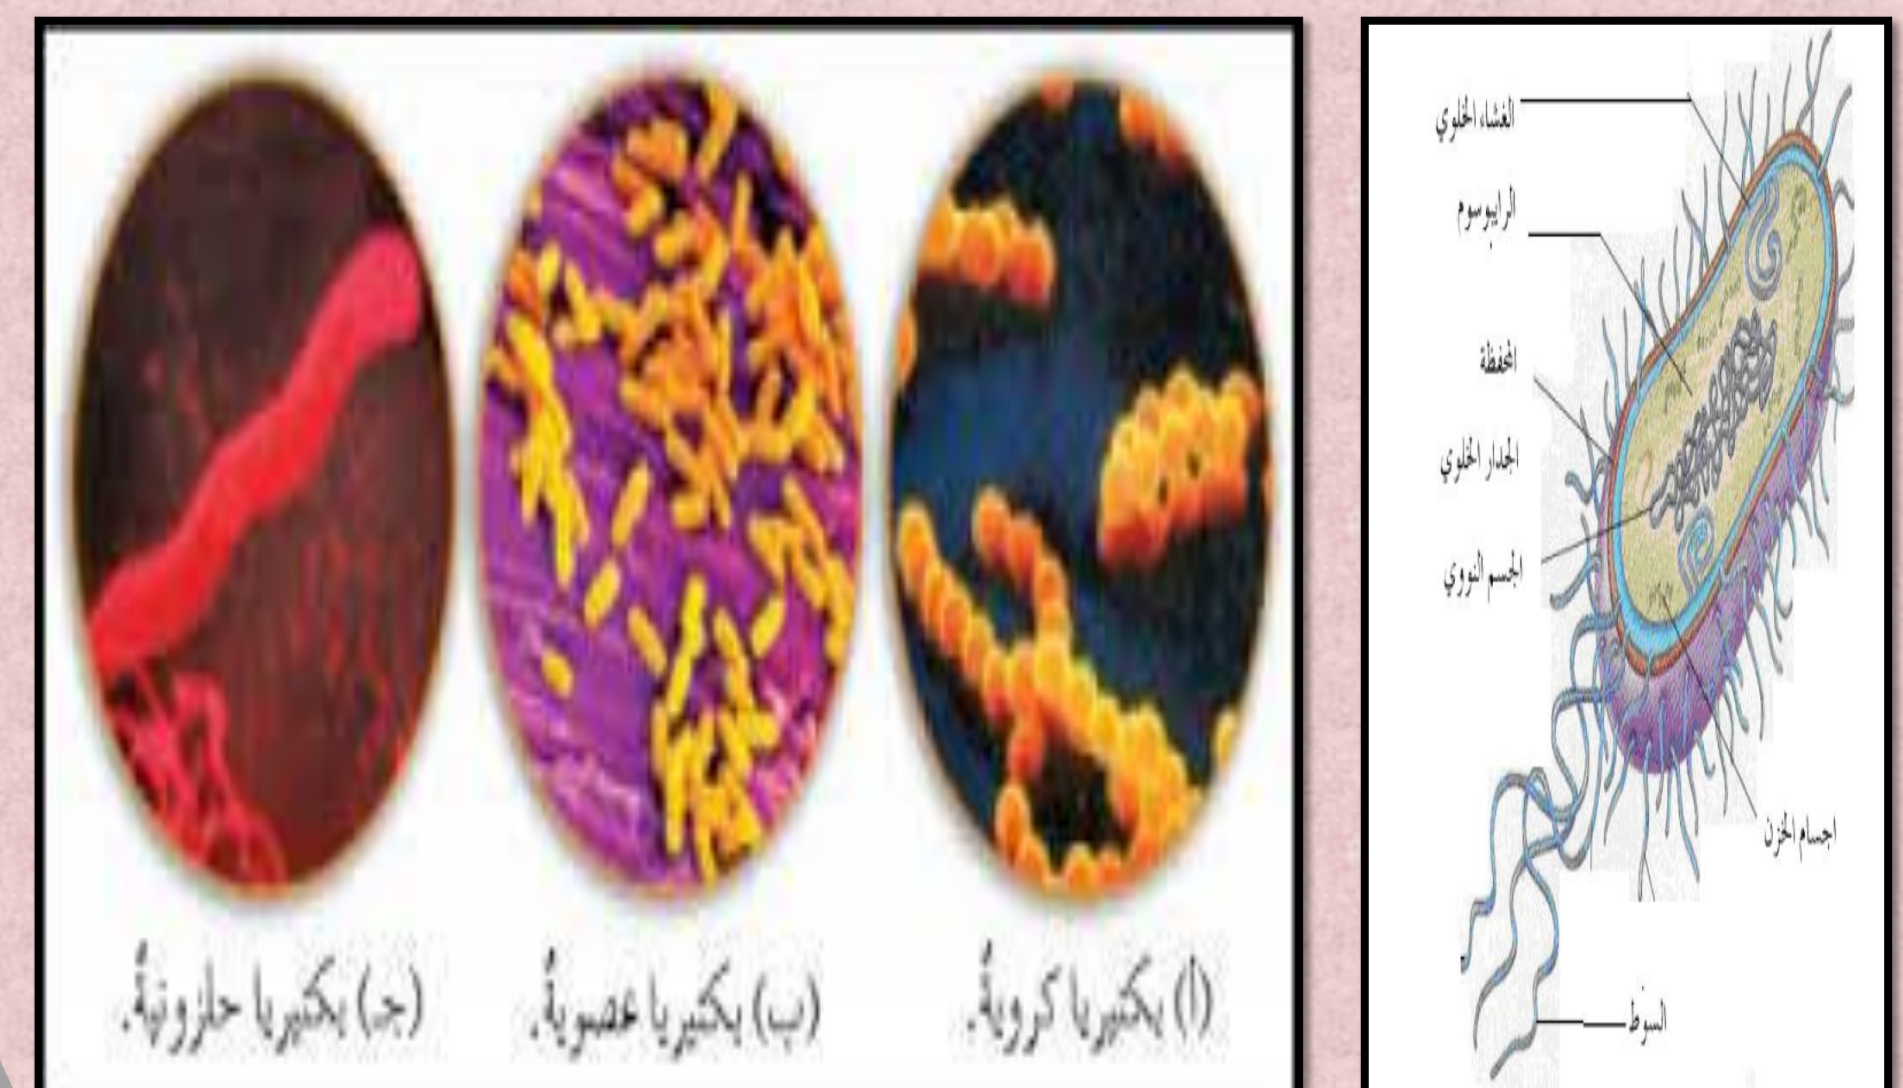 الغشاء الخلوي
الرايبوسوم
المحفظة
الجدار الخلوي
الجسم النووي
اجسام الخزن
السوط
(أ) بكتيريا كرويةٌ.
(ب) بكتيريا عصويةٌ.
(جـ) بكتيريا حلزونيةٌ.